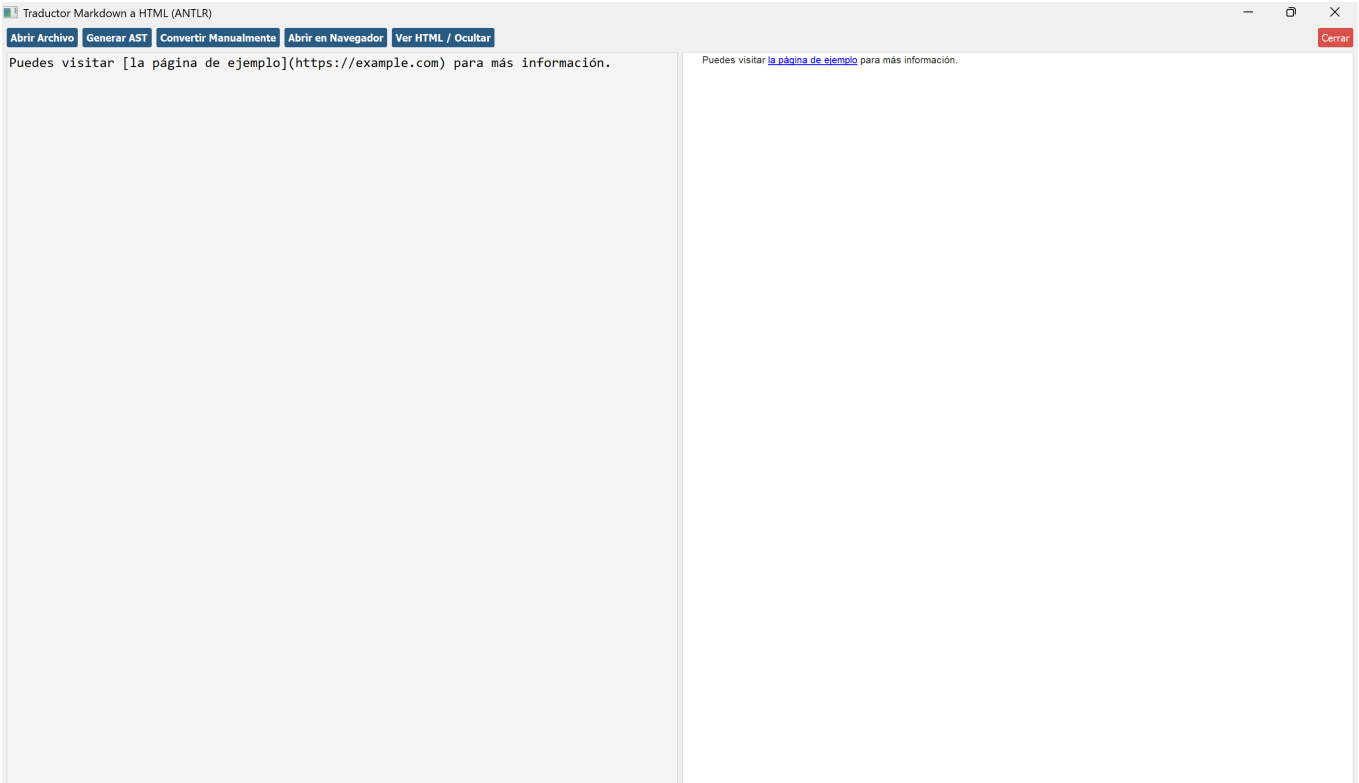 Traductor Markdown a HTML (ANTLR)
Abrir Archivo Generar AST Convertir Manualmente Abrir en Navegador Ver HTML / Ocultar Cerrar
Puedes visitar [la página de ejemplo](https://example.com) para más información.
Puedes visitar la página de ejemplo para más información.